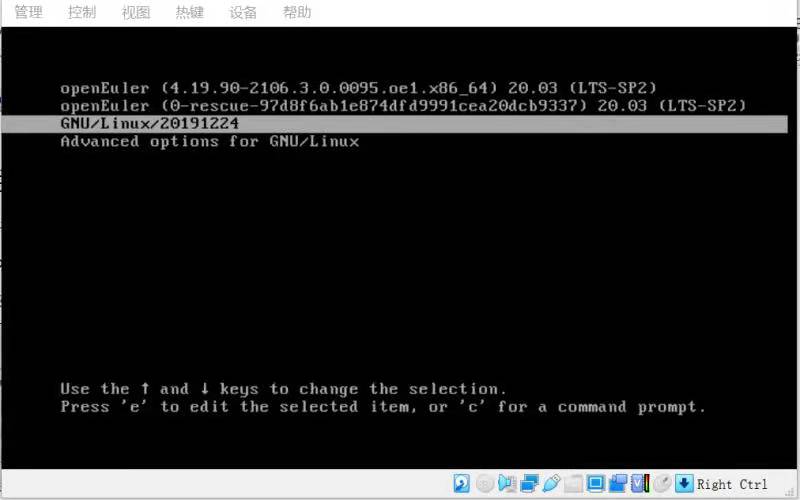 管理 控制 视图 热键 设备 帮助
openEuler (4.19.90-2106.3.0.0095.oe1.x86_64) 20.03 (LTS-SP2)
openEuler (0-rescue-97d8f6ab1e874dfd9991cea20dcb9337) 20.03 (LTS-SP2)
GNU/Linux/20191224
Advanced options for GNU/Linux
Use the ↑ and ↓ keys to change the selection.
Press 'e' to edit the selected item, or 'c' for a command prompt.
Right Ctrl